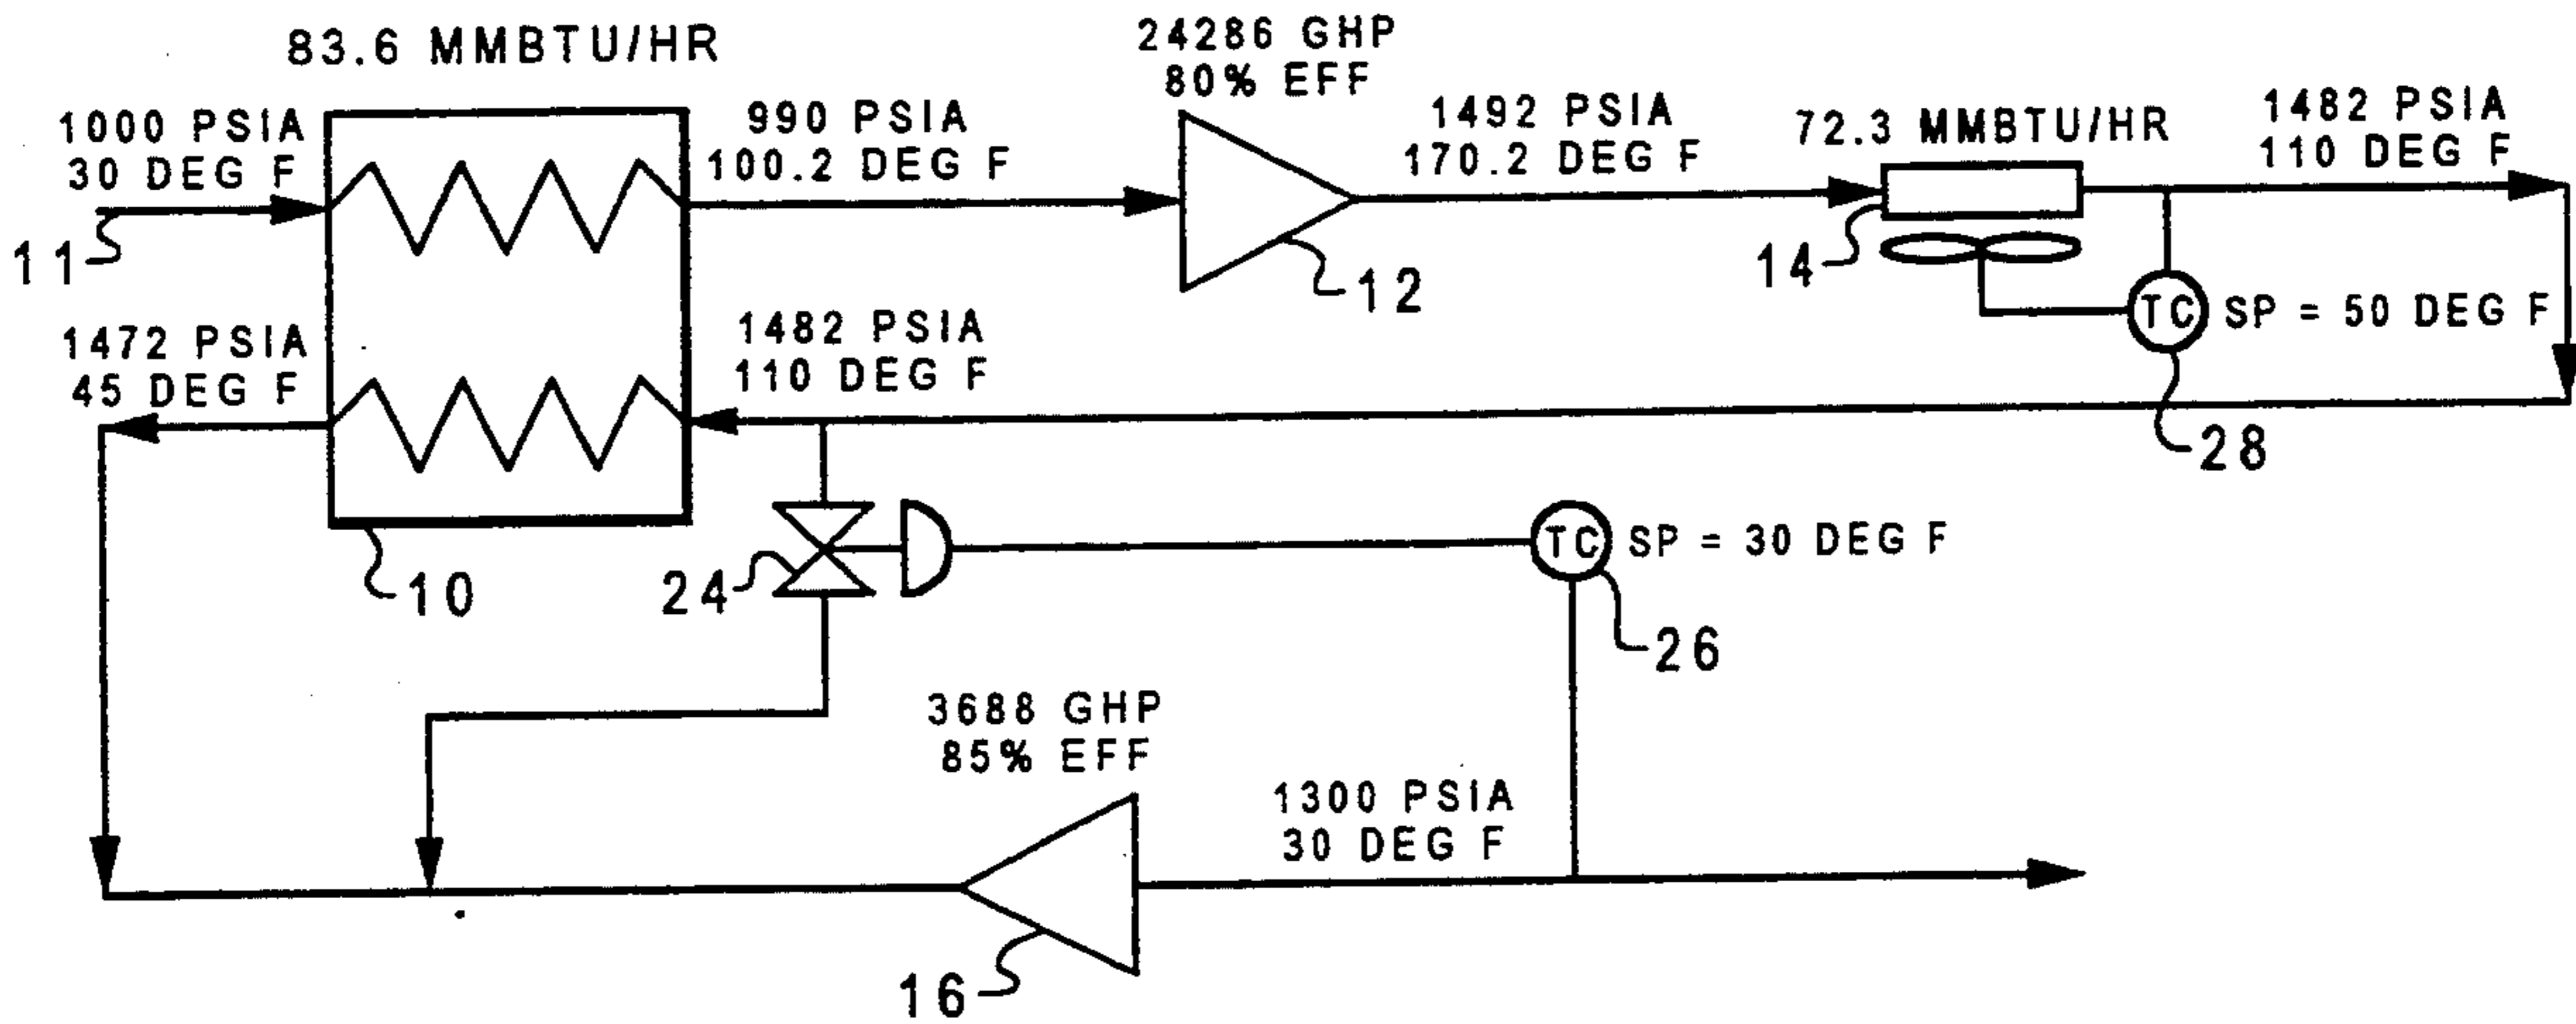 83.6 MMBTU/HR
24286 GHP
80% EFF
1000 PSIA
30 DEG F
990 PSIA
100.2 DEG F
1492 PSIA
170.2 DEG F
72.3 MMBTU/HR
1482 PSIA
110 DEG F
11
12
14
TC SP = 50 DEG F
1472 PSIA
45 DEG F
1482 PSIA
110 DEG F
28
10
24
TC SP = 30 DEG F
26
3688 GHP
85% EFF
1300 PSIA
30 DEG F
16